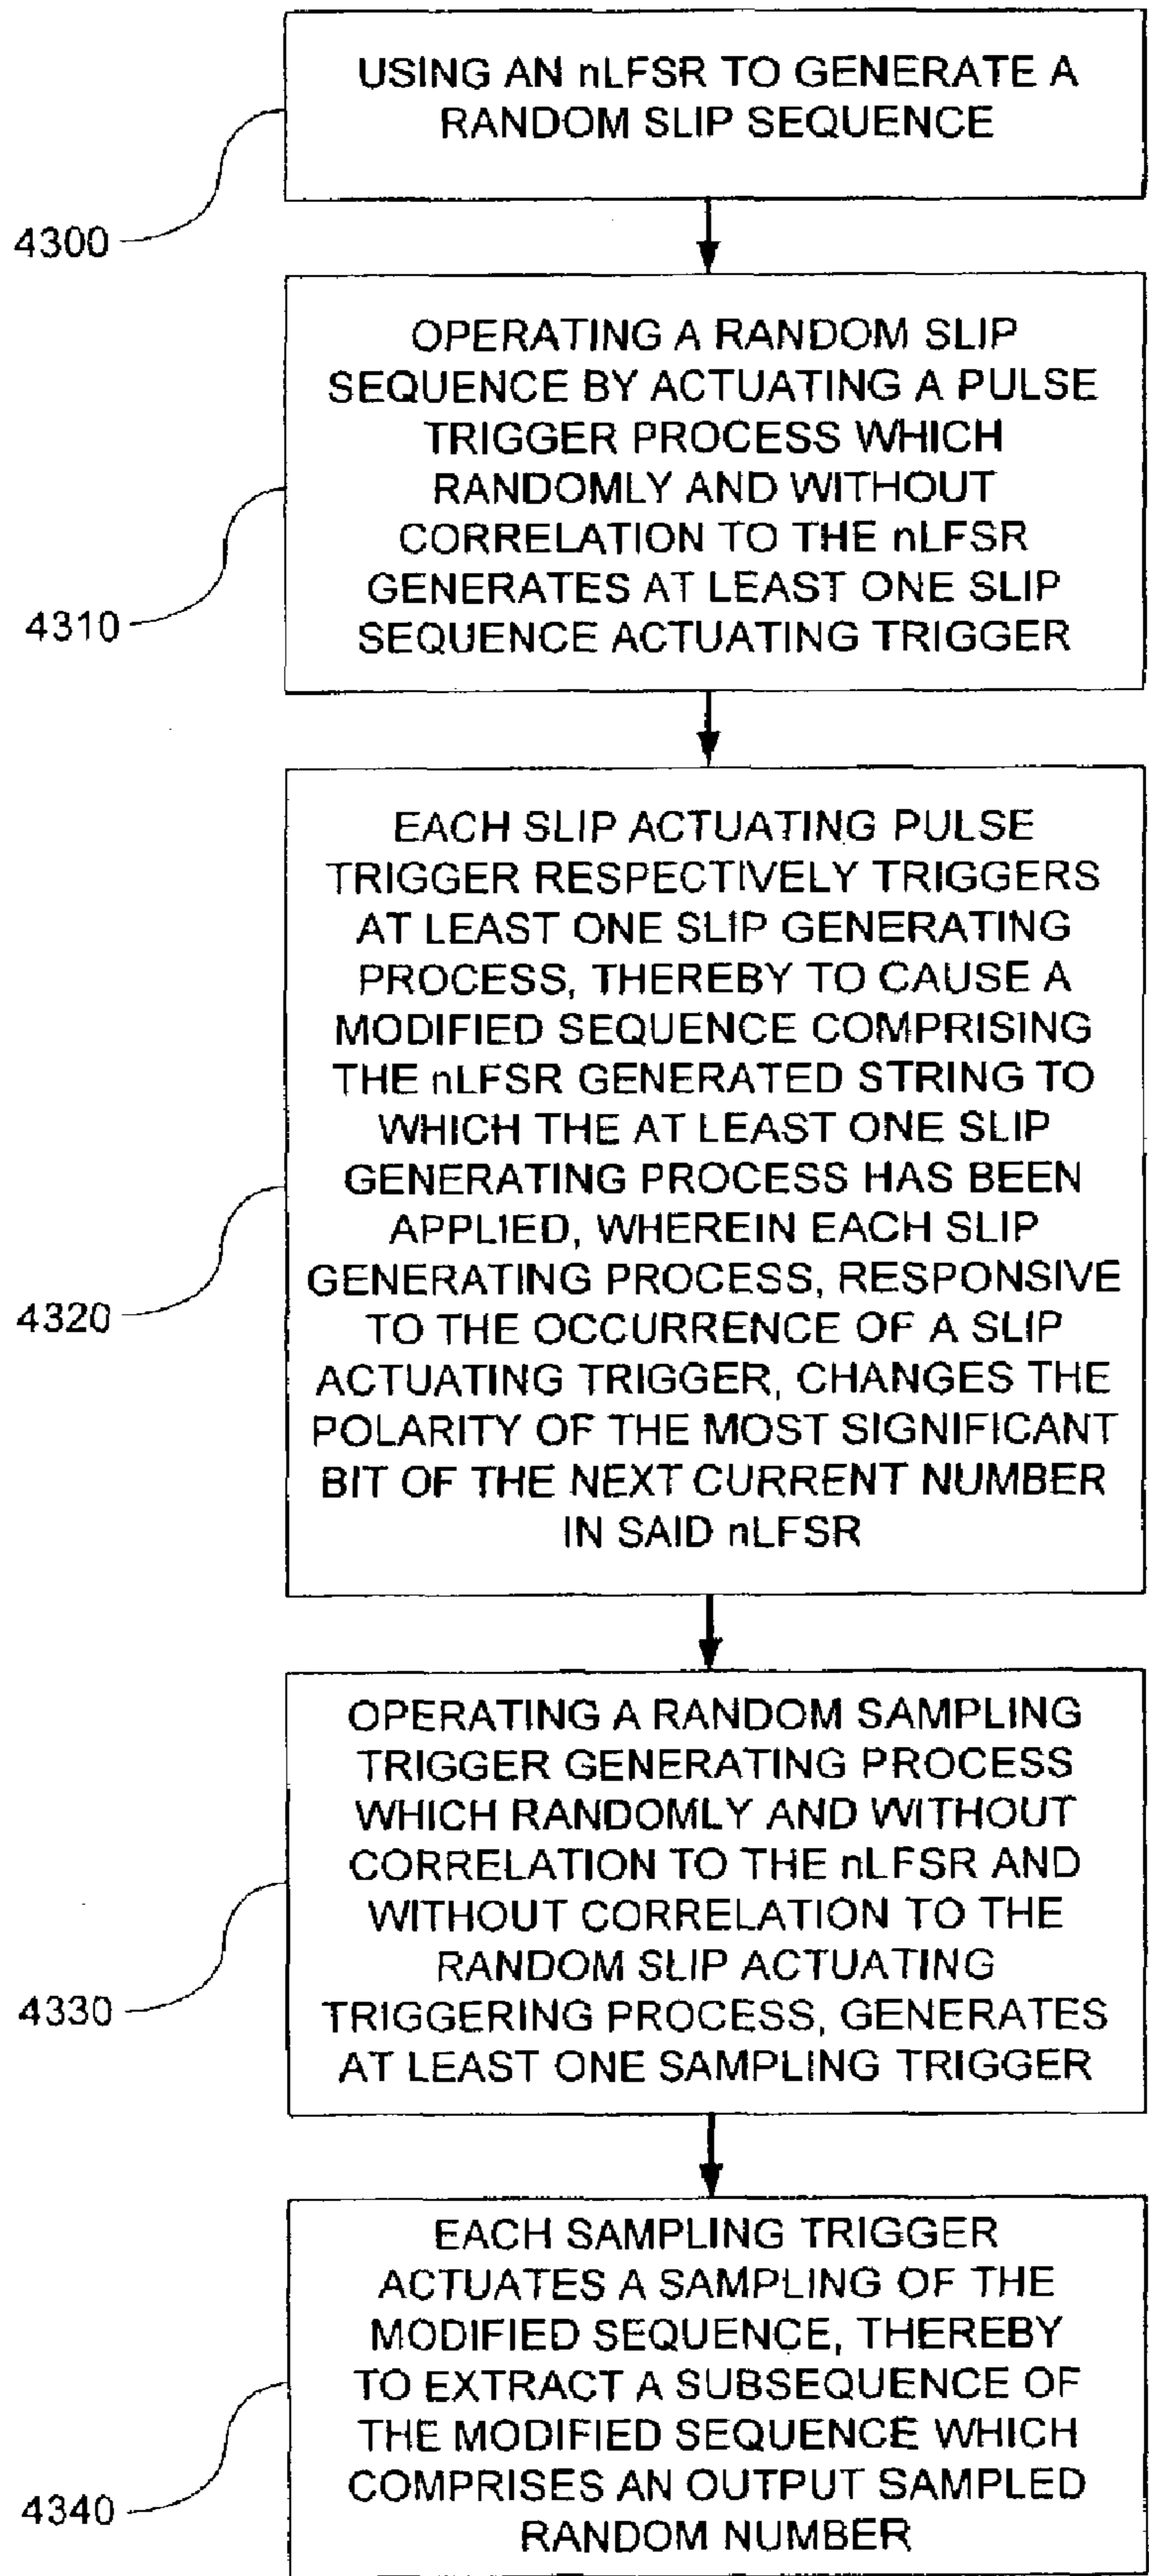 USING AN nLFSR TO GENERATE A
RANDOM SLIP SEQUENCE
4300
OPERATING A RANDOM SLIP
SEQUENCE BY ACTUATING A PULSE
TRIGGER PROCESS WHICH
RANDOMLY AND WITHOUT
CORRELATION TO THE nLFSR
GENERATES AT LEAST ONE SLIP
SEQUENCE ACTUATING TRIGGER
4310
EACH SLIP ACTUATING PULSE
TRIGGER RESPECTIVELY TRIGGERS
AT LEAST ONE SLIP GENERATING
PROCESS, THEREBY TO CAUSE A
MODIFIED SEQUENCE COMPRISING
THE nLFSR GENERATED STRING TO
WHICH THE AT LEAST ONE SLIP
GENERATING PROCESS HAS BEEN
APPLIED, WHEREIN EACH SLIP
GENERATING PROCESS, RESPONSIVE
TO THE OCCURRENCE OF A SLIP
ACTUATING TRIGGER, CHANGES THE
POLARITY OF THE MOST SIGNIFICANT
BIT OF THE NEXT CURRENT NUMBER
IN SAID nLFSR
4320
OPERATING A RANDOM SAMPLING
TRIGGER GENERATING PROCESS
WHICH RANDOMLY AND WITHOUT
CORRELATION TO THE nLFSR AND
WITHOUT CORRELATION TO THE
RANDOM SLIP ACTUATING
TRIGGERING PROCESS, GENERATES
AT LEAST ONE SAMPLING TRIGGER
4330
EACH SAMPLING TRIGGER
ACTUATES A SAMPLING OF THE
MODIFIED SEQUENCE, THEREBY
TO EXTRACT A SUBSEQUENCE OF
THE MODIFIED SEQUENCE WHICH
COMPRISES AN OUTPUT SAMPLED
RANDOM NUMBER
4340